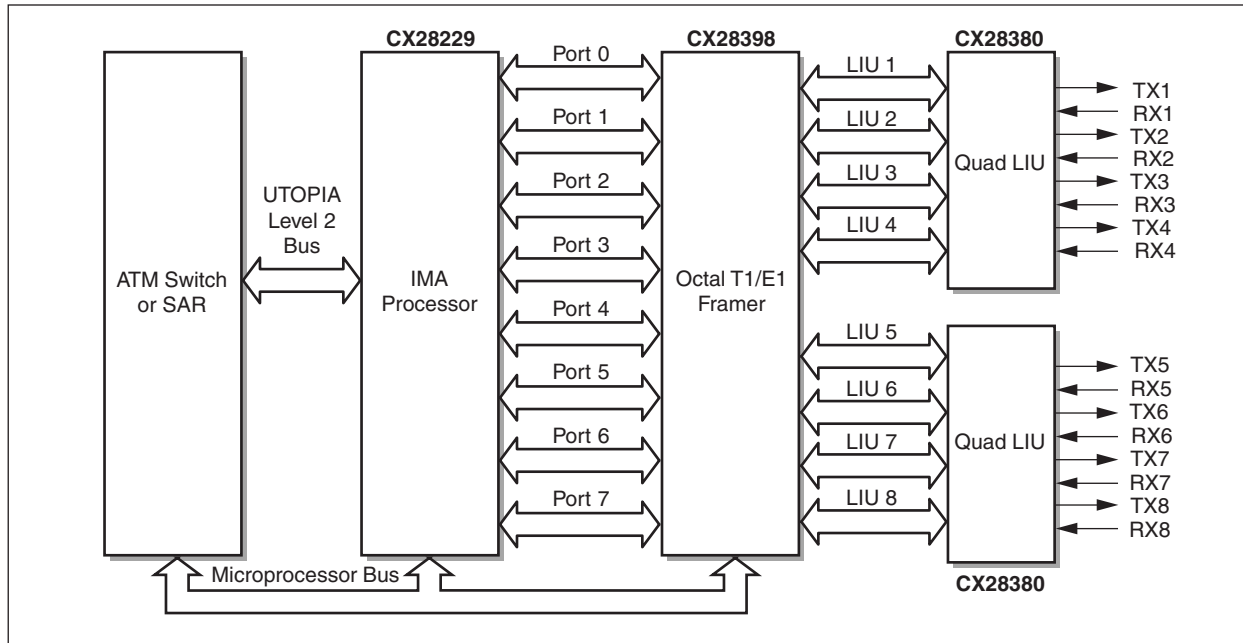 CX28229
CX28398
CX28380
Port 0
Port 1
Port 2
Port 3
Port 4
Port 5
Port 6
Port 7
UTOPIA
Level 2
Bus
ATM Switch
or SAR
IMA
Processor
Octal T1/E1
Framer
LIU 1
LIU 2
LIU 3
LIU 4
LIU 5
LIU 6
LIU 7
LIU 8
Quad LIU
TX1
RX1
TX2
RX2
TX3
RX3
TX4
RX4
Quad LIU
TX5
RX5
TX6
RX6
TX7
RX7
TX8
RX8
CX28380
Microprocessor Bus